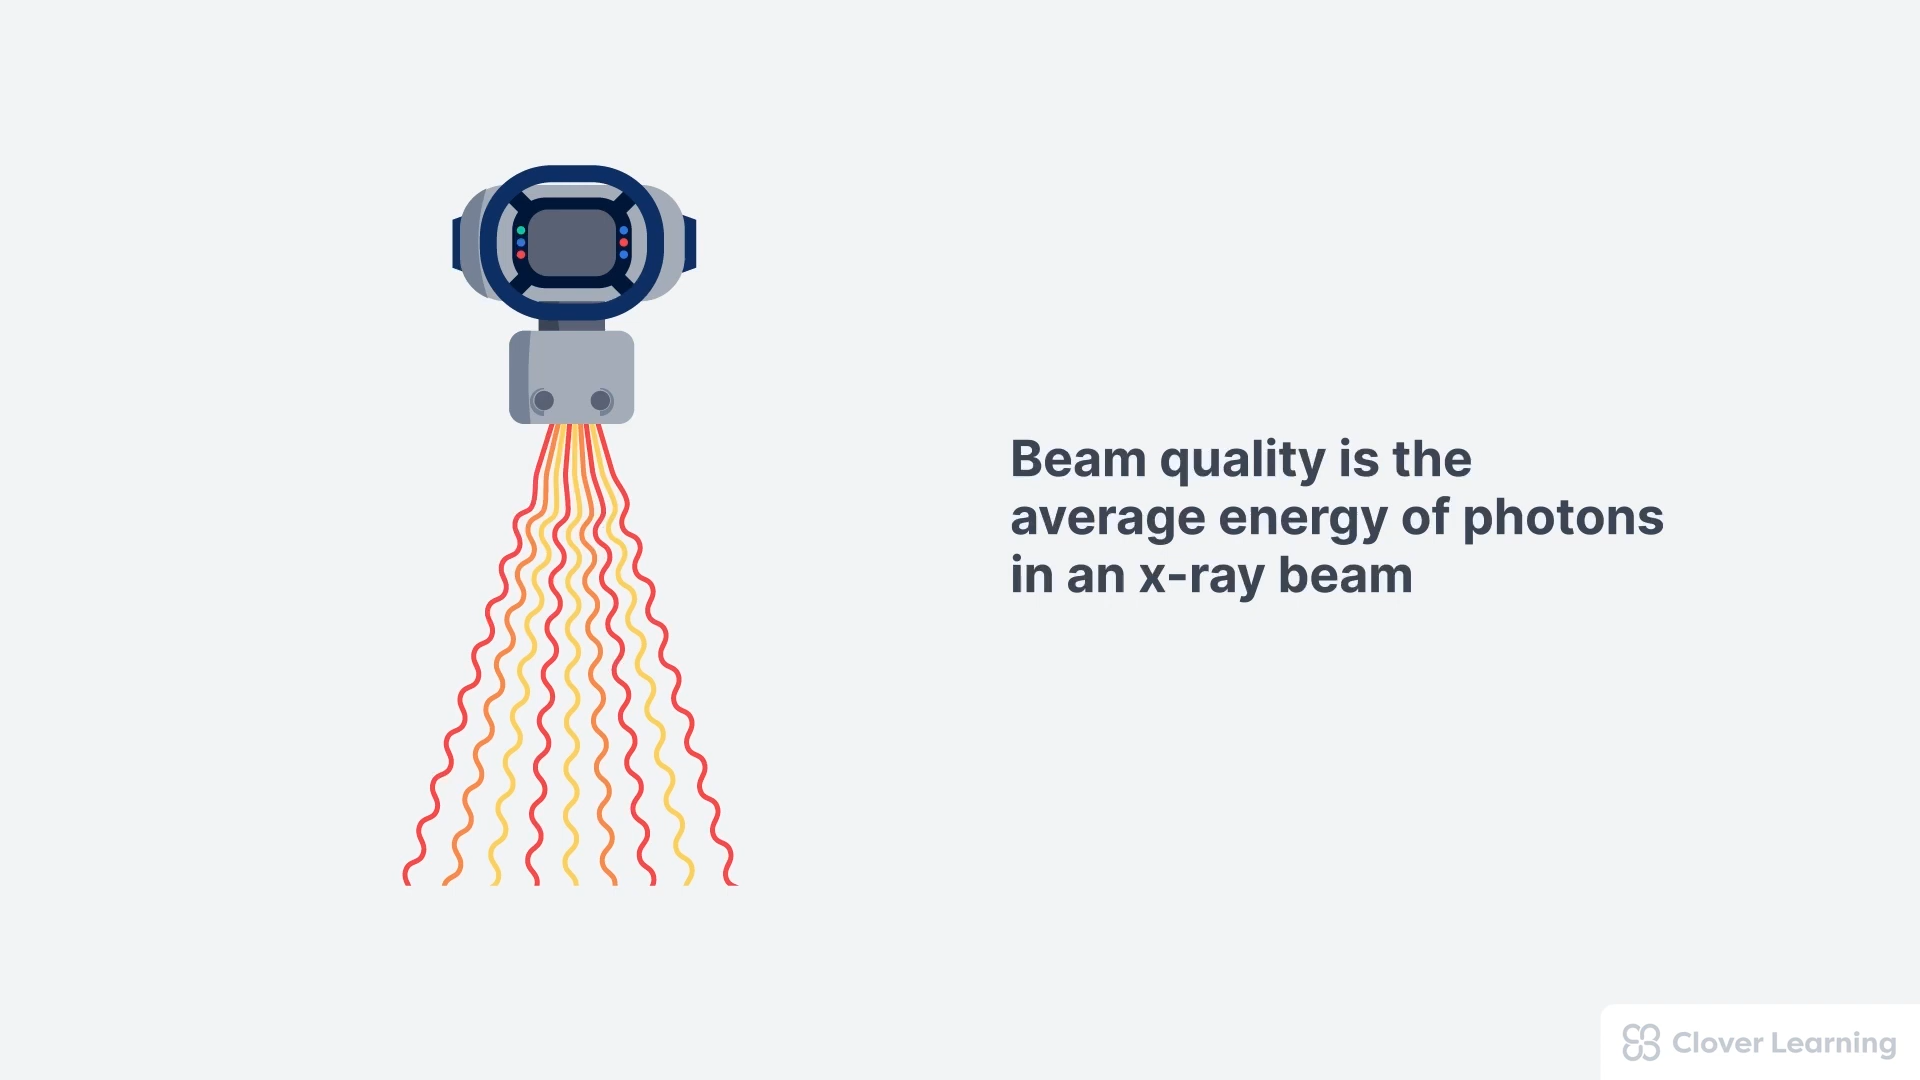 Beam quality is the
average energy of photons
in an x-ray beam
Clover Learning